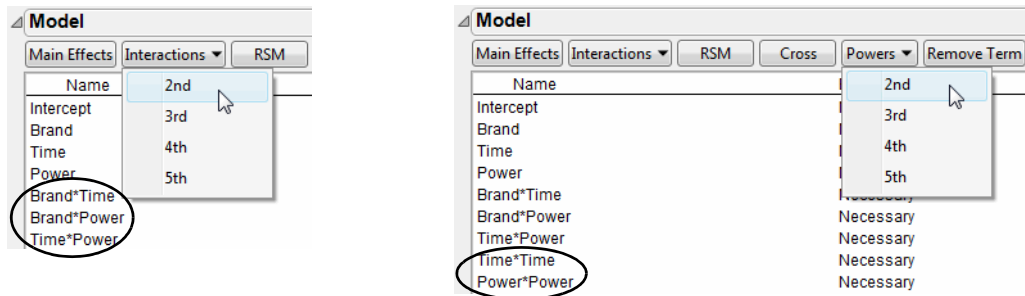 Model
Main Effects Interactions RSM
Name
2nd
3rd
4th
5th
Intercept
Brand
Time
Power
Brand*Time
Brand*Power
Time*Power
Model
Main Effects Interactions RSM Cross Powers Remove Term
Name
2nd
3rd
4th
5th
Intercept
Brand
Time
Power
Brand*Time
Brand*Power Necessary
Time*Power Necessary
Time*Time Necessary
Power*Power Necessary